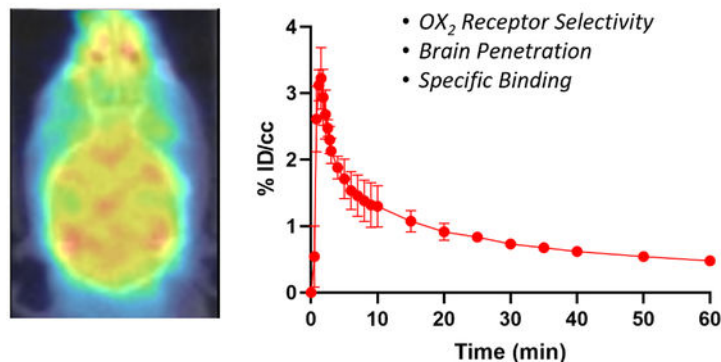 • OX₂ Receptor Selectivity
• Brain Penetration
• Specific Binding
% ID/cc
4
3
2
1
0
0 10 20 30 40 50 60
Time (min)